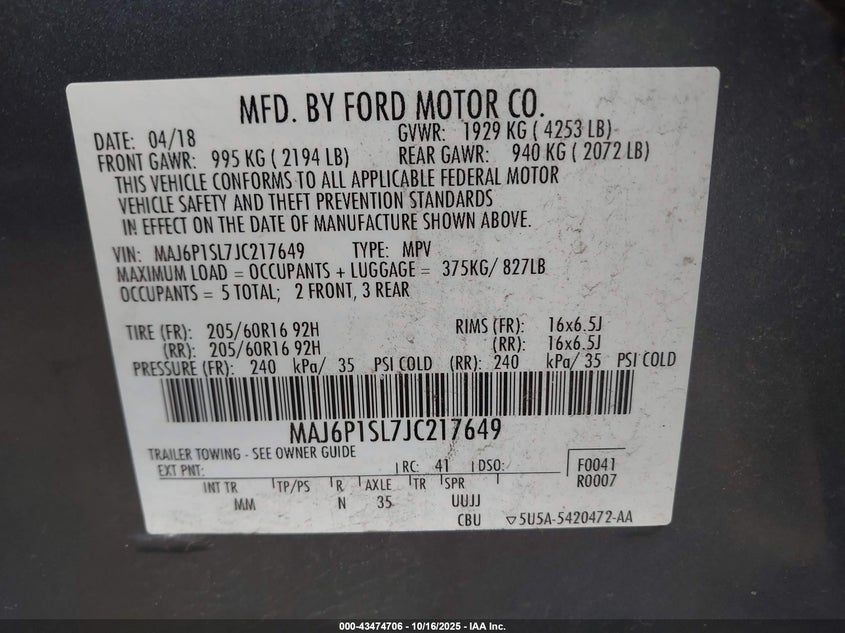 MFD. BY FORD MOTOR CO.
DATE: 04/18 GVWR: 1929 KG ( 4253 LB)
FRONT GAWR: 995 KG ( 2194 LB) REAR GAWR: 940 KG ( 2072 LB)
THIS VEHICLE CONFORMS TO ALL APPLICABLE FEDERAL MOTOR
VEHICLE SAFETY AND THEFT PREVENTION STANDARDS
IN EFFECT ON THE DATE OF MANUFACTURE SHOWN ABOVE.
VIN: MAJ6P1SL7JC217649 TYPE: MPV
MAXIMUM LOAD = OCCUPANTS + LUGGAGE = 375KG/ 827LB
OCCUPANTS = 5 TOTAL; 2 FRONT, 3 REAR
TIRE (FR): 205/60R16 92H RIMS (FR): 16x6.5J
(RR): 205/60R16 92H (RR): 16x6.5J
PRESSURE (FR): 240 kPa/ 35 PSI COLD (RR): 240 kPa/ 35 PSI COLD
MAJ6P1SL7JC217649
TRAILER TOWING - SEE OWNER GUIDE
EXT PNT: RC: 41 DSO: F0041
INT TR TP/PS R AXLE TR SPR R0007
MM N 35 UUJJ
CBU ▽5U5A-5420472-AA
000-43474706 - 10/16/2025 - IAA Inc.